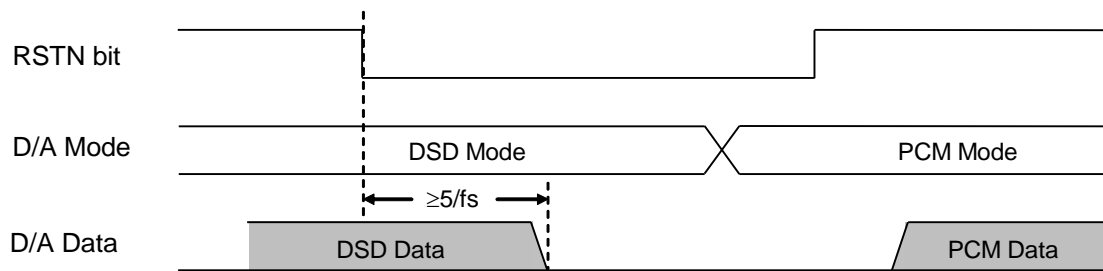 RSTN bit
D/A Mode
DSD Mode
PCM Mode
≥5/fs
D/A Data
DSD Data
PCM Data